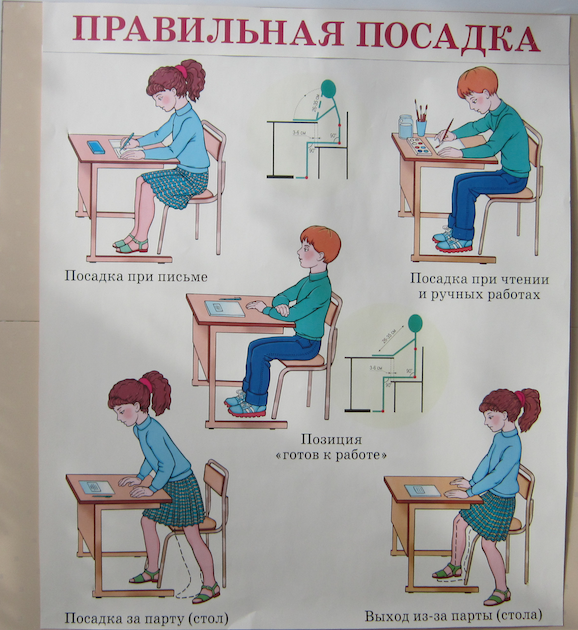 ПРАВИЛЬНАЯ ПОСАДКА
Посадка при письме
Посадка при чтении
и ручных работах
Позиция
«готов к работе»
Посадка за парту (стол)
Выход из-за парты (стола)